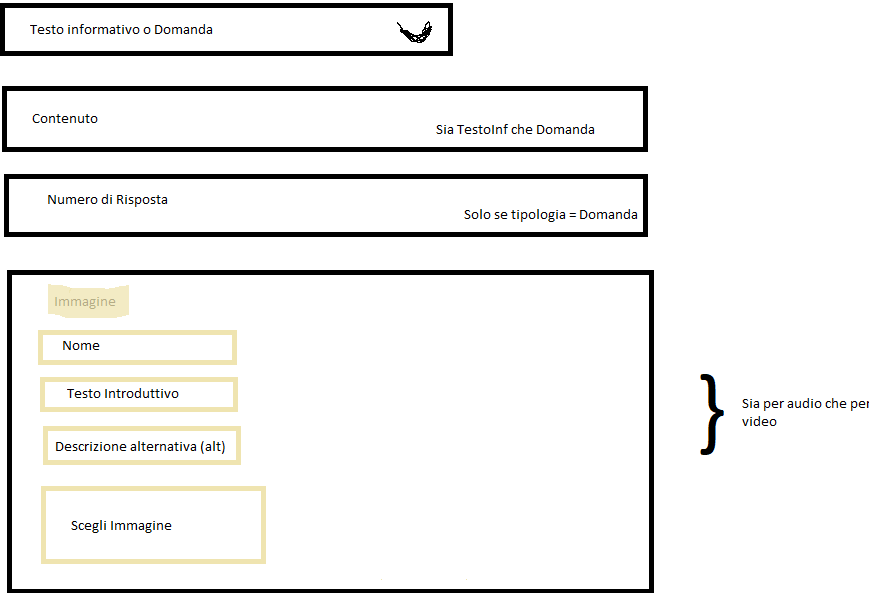 Testo informativo o Domanda
Contenuto
Sia TestoInf che Domanda
Numero di Risposta
Solo se tipologia = Domanda
Immagine
Nome
Testo Introduttivo
Descrizione alternativa (alt)
Scegli Immagine
}
Sia per audio che per
video